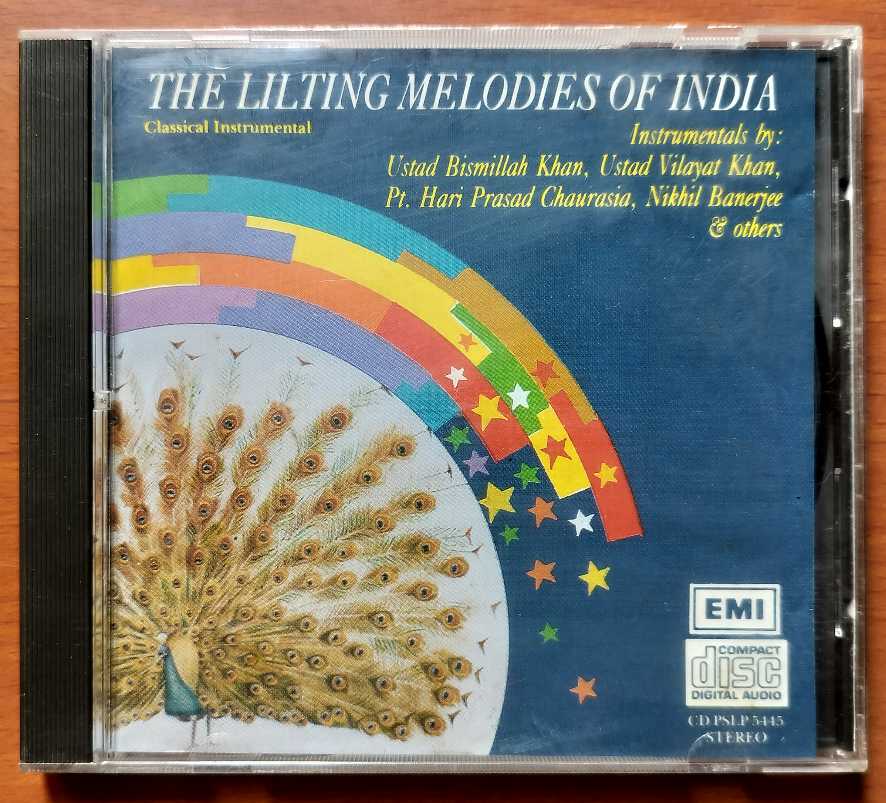 THE LILTING MELODIES OF INDIA
Classical Instrumental
Instrumentals by:
Ustad Bismillah Khan, Ustad Vilayat Khan,
Pt. Hari Prasad Chaurasia, Nikhil Banerjee
& others
EMI
COMPACT
disc
DIGITAL AUDIO
CD PSLP 5445
STEREO